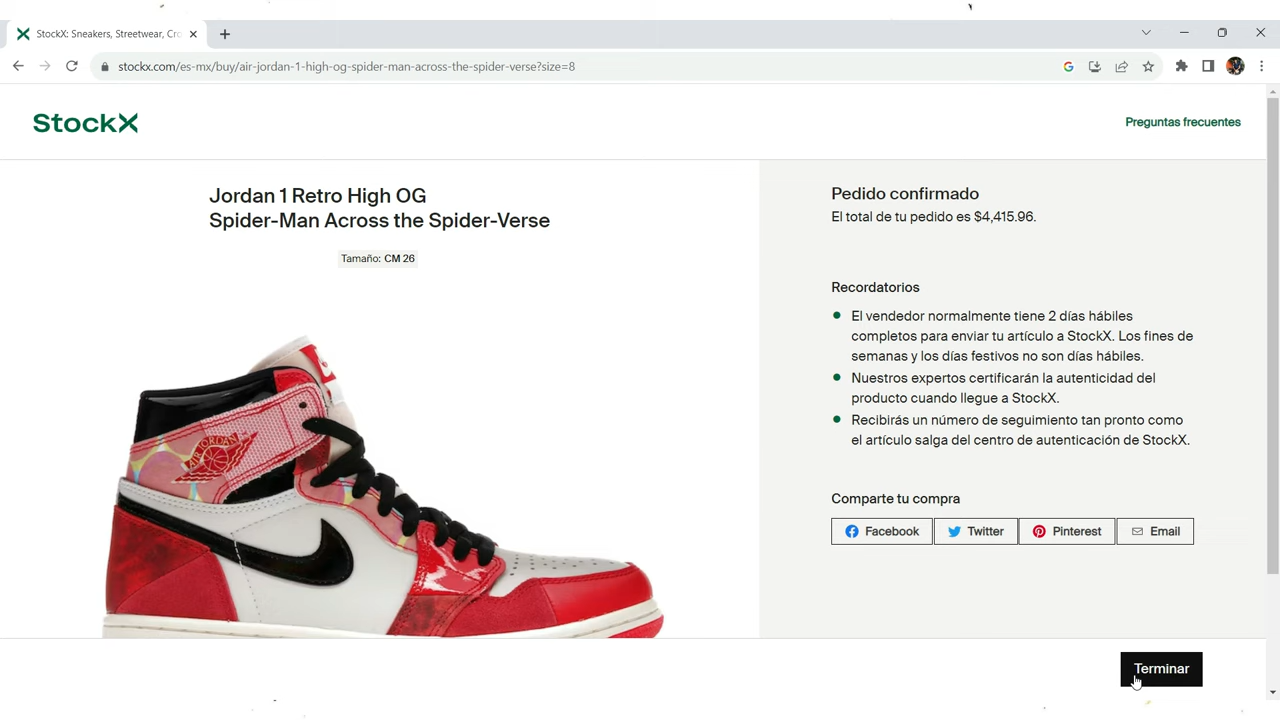 StockX: Sneakers, Streetwear, Cro
stockx.com/es-mx/buy/air-jordan-1-high-og-spider-man-across-the-spider-verse?size=8
StockX
Preguntas frecuentes
Jordan 1 Retro High OG
Spider-Man Across the Spider-Verse
Tamaño: CM 26
AIR JORDAN
Pedido confirmado
El total de tu pedido es $4,415.96.
Recordatorios
El vendedor normalmente tiene 2 días hábiles
completos para enviar tu artículo a StockX. Los fines de
semanas y los días festivos no son días hábiles.
Nuestros expertos certificarán la autenticidad del
producto cuando llegue a StockX.
Recibirás un número de seguimiento tan pronto como
el artículo salga del centro de autenticación de StockX.
Comparte tu compra
Facebook
Twitter
Pinterest
Email
Terminar